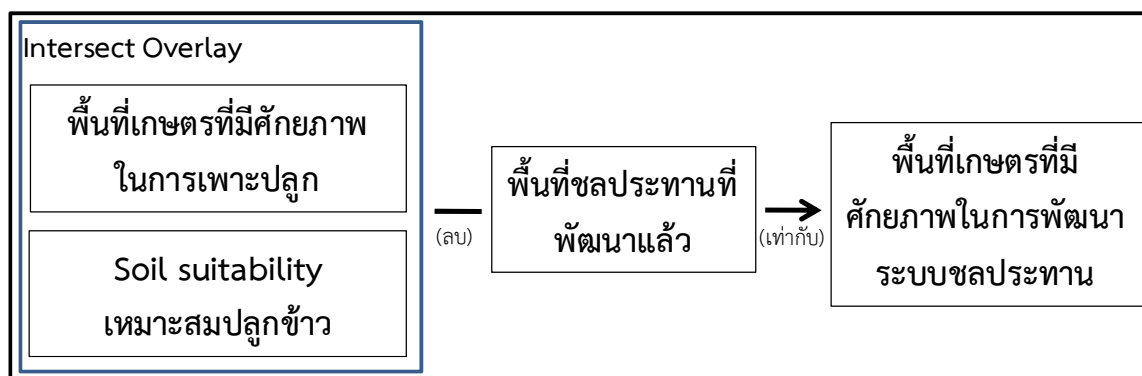 Intersect Overlay
พื้นที่เกษตรที่มีศักยภาพ
ในการเพาะปลูก
Soil suitability
เหมาะสมปลูกข้าว
(ลบ)
พื้นที่ชลประทานที่
พัฒนาแล้ว
(เท่ากับ)
พื้นที่เกษตรที่มี
ศักยภาพในการพัฒนา
ระบบชลประทาน